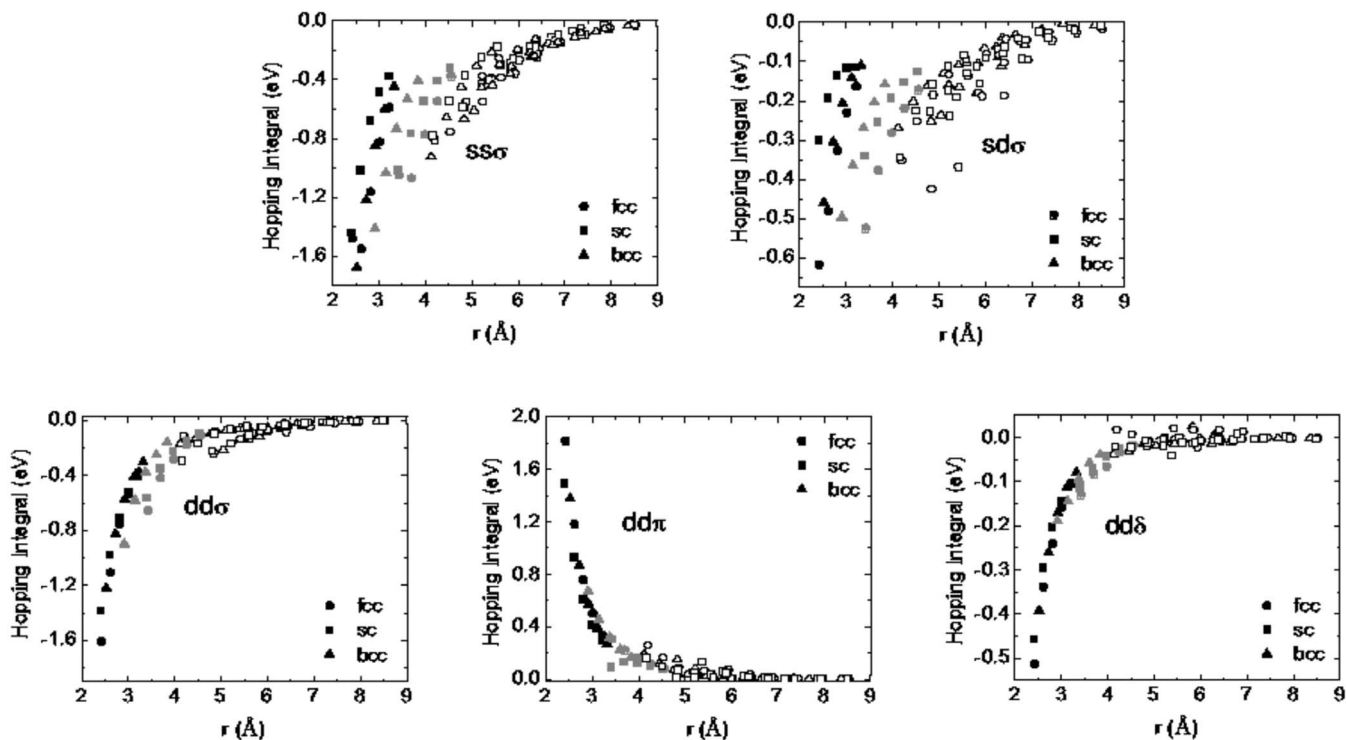 Hopping Integral (eV)
0.0
-0.4
-0.8
-1.2
-1.6
ssσ
fcc
sc
bcc
2 3 4 5 6 7 8 9
r (Å)
Hopping Integral (eV)
0.0
-0.1
-0.2
-0.3
-0.4
-0.5
-0.6
sdσ
fcc
sc
bcc
2 3 4 5 6 7 8 9
r (Å)
Hopping Integral (eV)
0.0
-0.4
-0.8
-1.2
-1.6
ddσ
fcc
sc
bcc
2 3 4 5 6 7 8 9
r (Å)
Hopping Integral (eV)
2.0
1.6
1.2
0.8
0.4
0.0
ddπ
fcc
sc
bcc
2 3 4 5 6 7 8 9
r (Å)
Hopping Integral (eV)
0.0
-0.1
-0.2
-0.3
-0.4
-0.5
ddδ
fcc
sc
bcc
2 3 4 5 6 7 8 9
r (Å)